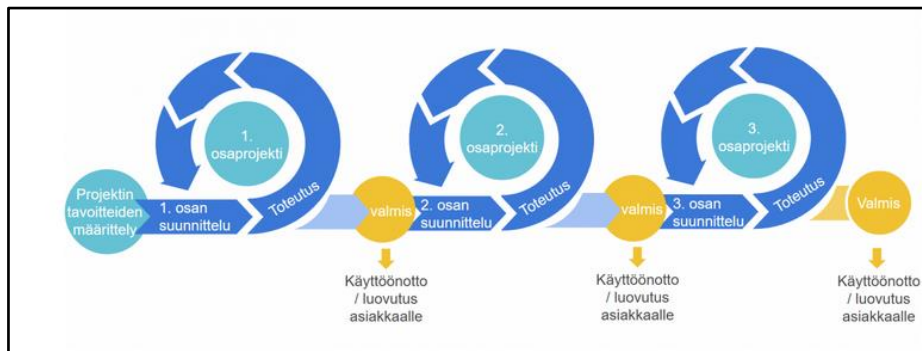 Projektin
tavoitteiden
määrittely
1. osan
suunnittelu
Toteutus
1.
osaprojekti
valmis
Käyttöönotto
/ luovutus
asiakkaalle
2. osan
suunnittelu
Toteutus
2.
osaprojekti
valmis
Käyttöönotto
/ luovutus
asiakkaalle
3. osan
suunnittelu
Toteutus
3.
osaprojekti
Valmis
Käyttöönotto
/ luovutus
asiakkaalle